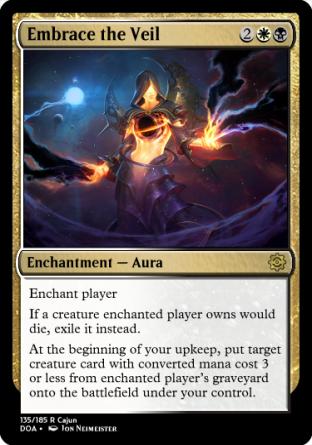 Embrace the Veil 2
Enchantment — Aura
Enchant player
If a creature enchanted player owns would
die, exile it instead.
At the beginning of your upkeep, put target
creature card with converted mana cost 3
or less from enchanted player's graveyard
onto the battlefield under your control.
135/185 R Cajun
DOA • Jon Neimeister